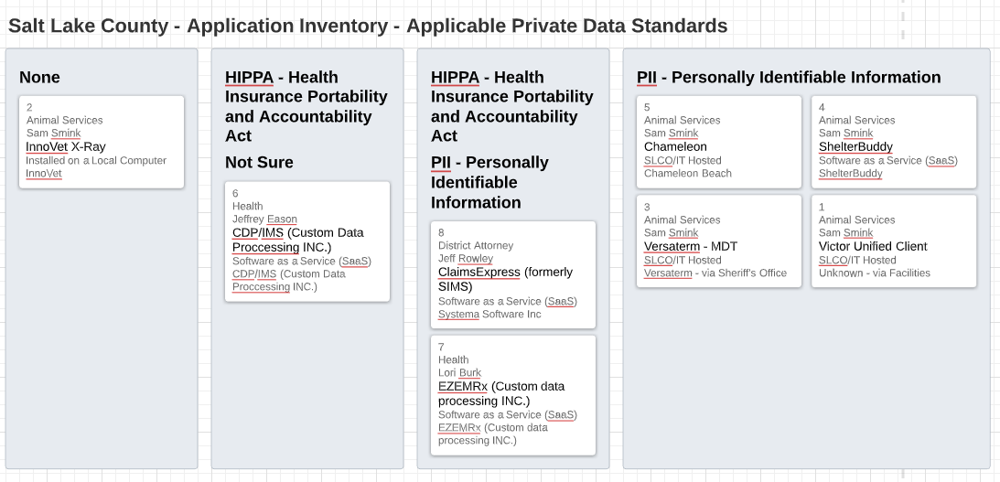 Salt Lake County - Application Inventory - Applicable Private Data Standards
None
2
Animal Services
Sam Smink
InnoVet X-Ray
Installed on a Local Computer
InnoVet
HIPPA - Health
Insurance Portability
and Accountability
Act
Not Sure
6
Health
Jeffrey Eason
CDP/IMS (Custom Data
Proccessing INC.)
Software as a Service (SaaS)
CDP/IMS (Custom Data
Proccessing INC.)
HIPPA - Health
Insurance Portability
and Accountability
Act
PII - Personally
Identifiable
Information
8
District Attorney
Jeff Rowley
ClaimsExpress (formerly
SIMS)
Software as a Service (SaaS)
Systema Software Inc
7
Health
Lori Burk
EZEMRx (Custom data
processing INC.)
Software as a Service (SaaS)
EZEMRx (Custom data
processing INC.)
PII - Personally Identifiable Information
5
Animal Services
Sam Smink
Chameleon
SLCO/IT Hosted
Chameleon Beach
4
Animal Services
Sam Smink
ShelterBuddy
Software as a Service (SaaS)
ShelterBuddy
3
Animal Services
Sam Smink
Versaterm - MDT
SLCO/IT Hosted
Versaterm - via Sheriff's Office
1
Animal Services
Sam Smink
Victor Unified Client
SLCO/IT Hosted
Unknown - via Facilities